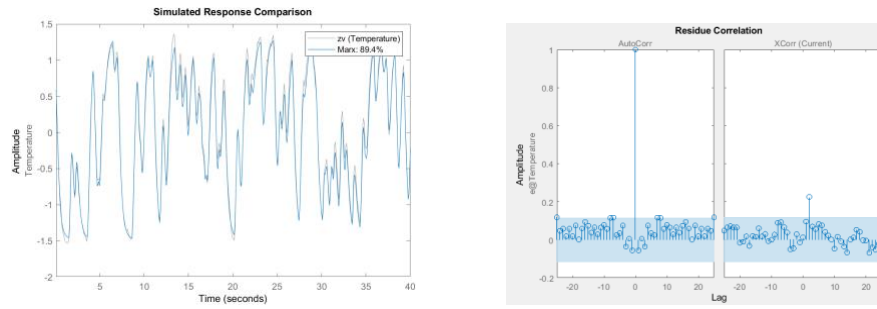 Simulated Response Comparison
zv (Temperature)
Marx: 89.4%
Amplitude
Temperature
1.5
1
0.5
0
-0.5
-1
-1.5
-2
5
10
15
20
25
30
35
40
Time (seconds)
Residue Correlation
AutoCorr
XCorr (Current)
Amplitude
e@Temperature
1
0.8
0.6
0.4
0.2
0
-0.2
-20
-10
0
10
20
-20
-10
0
10
20
Lag